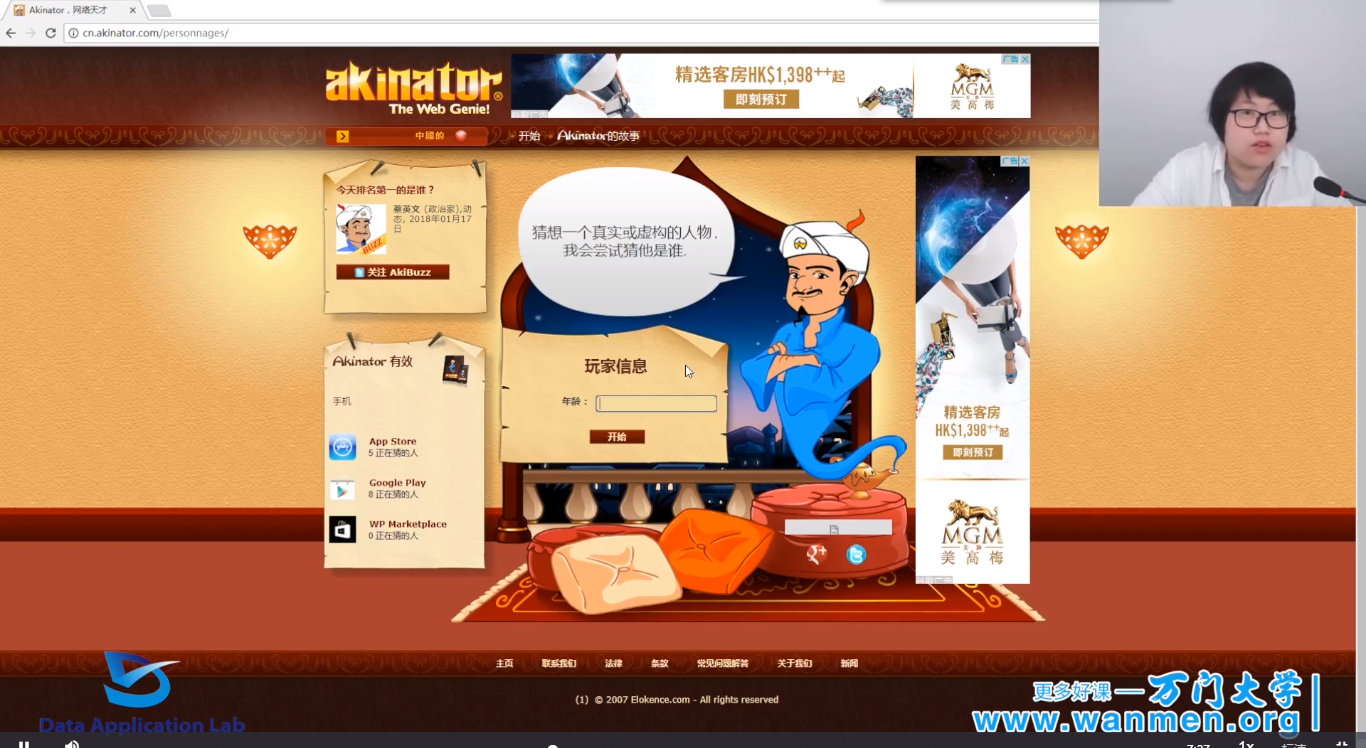 Akinator，网络天才
cn.akinator.com/personnages/
akinator®
The Web Genie!
精选客房HK$1,398++起
即刻预订
广告
MGM
美高梅
中國的
开始
Akinator的故事
今天排名第一的是谁？
蔡英文 (政治家),动
态, 2018年01月17
日
BUZZ
关注 AkiBuzz
猜想一个真实或虚构的人物.
我会尝试猜他是谁.
Akinator 有效
手机
App Store
5 正在猜的人
Google Play
8 正在猜的人
WP Marketplace
0 正在猜的人
玩家信息
年龄：
开始
广告
精选客房
HK$1,398++起
即刻预订
MGM
美高梅
主页 联系我们 法律 条款 常见问题解答 关于我们 新闻
(1) © 2007 Elokence.com - All rights reserved
Data Application Lab
更多好课—万门大学
www.wanmen.org
1x